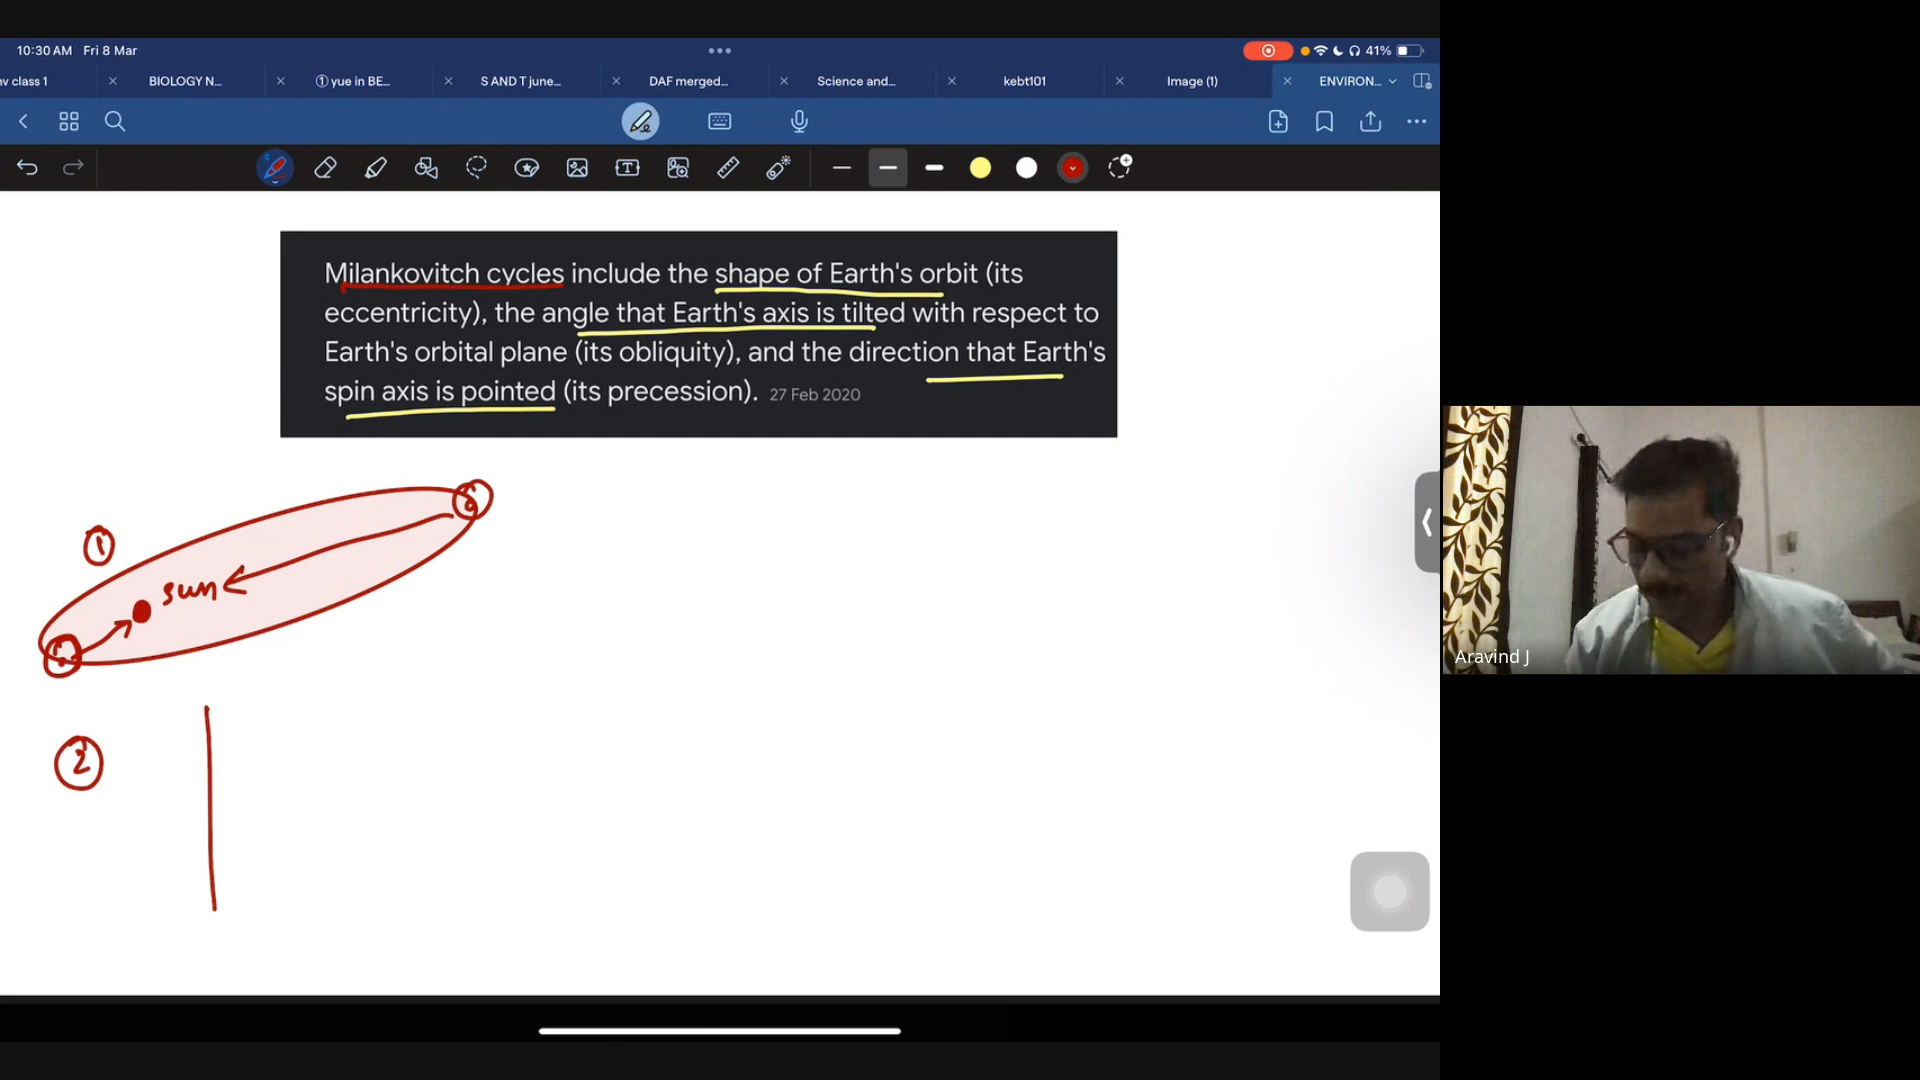 10:30 AM Fri 8 Mar
41%
nv class 1
BIOLOGY N...
① yue in BE...
S AND T june...
DAF merged...
Science and...
kebt101
Image (1)
ENVIRON...
Milankovitch cycles include the shape of Earth's orbit (its
eccentricity), the angle that Earth's axis is tilted with respect to
Earth's orbital plane (its obliquity), and the direction that Earth's
spin axis is pointed (its precession). 27 Feb 2020
①
sun
②
Aravind J